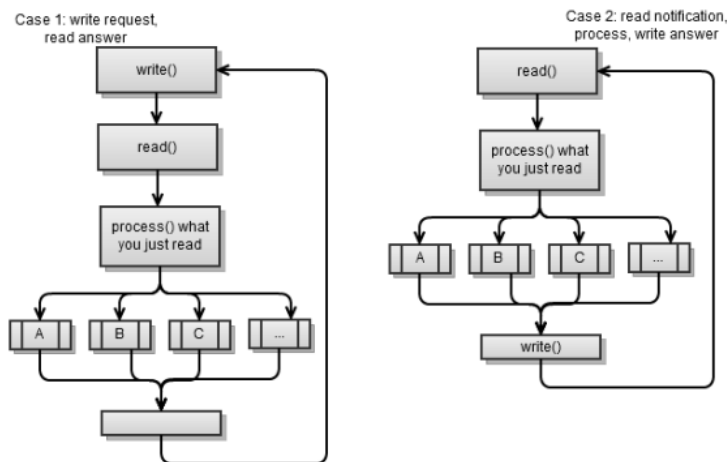 Case 1: write request,
read answer
write()
read()
process() what
you just read
A
B
C
...
Case 2: read notification,
process, write answer
read()
process() what
you just read
A
B
C
...
write()